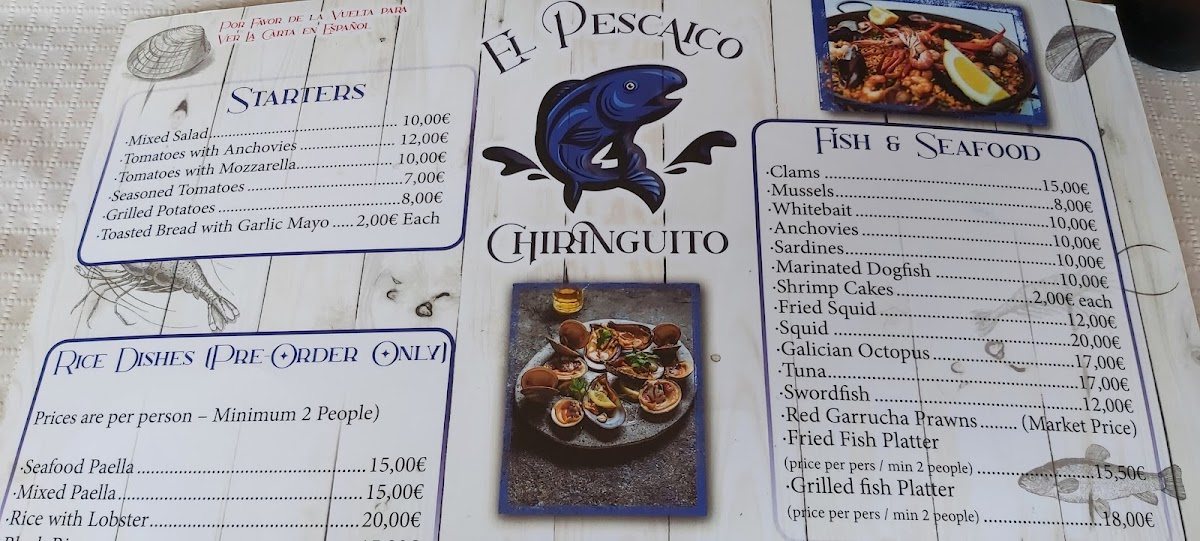 Por Favor de la Vuelta para
Ver La Carta en Español
Starters
·Mixed Salad.................................. 10,00€
·Tomatoes with Anchovies .................. 12,00€
·Tomatoes with Mozzarella.................. 10,00€
·Seasoned Tomatoes ............................7,00€
·Grilled Potatoes .................................8,00€
·Toasted Bread with Garlic Mayo ..... 2,00€ Each
Rice Dishes (Pre-Order Only)
Prices are per person – Minimum 2 People)
·Seafood Paella.......................................... 15,00€
·Mixed Paella............................................. 15,00€
·Rice with Lobster....................................... 20,00€
El Pescaico
Chiringuito
Fish & Seafood
·Clams ...........................................15,00€
·Mussels...........................................8,00€
·Whitebait ......................................10,00€
·Anchovies ......................................10,00€
·Sardines.........................................10,00€
·Marinated Dogfish .........................10,00€
·Shrimp Cakes...........................2,00€ each
·Fried Squid ....................................12,00€
·Squid .............................................20,00€
·Galician Octopus............................17,00€
·Tuna...............................................17,00€
·Swordfish .......................................12,00€
·Red Garrucha Prawns........ (Market Price)
·Fried Fish Platter
(price per pers / min 2 people) .....................15,50€
·Grilled fish Platter
(price per pers / min 2 people) .....................18,00€